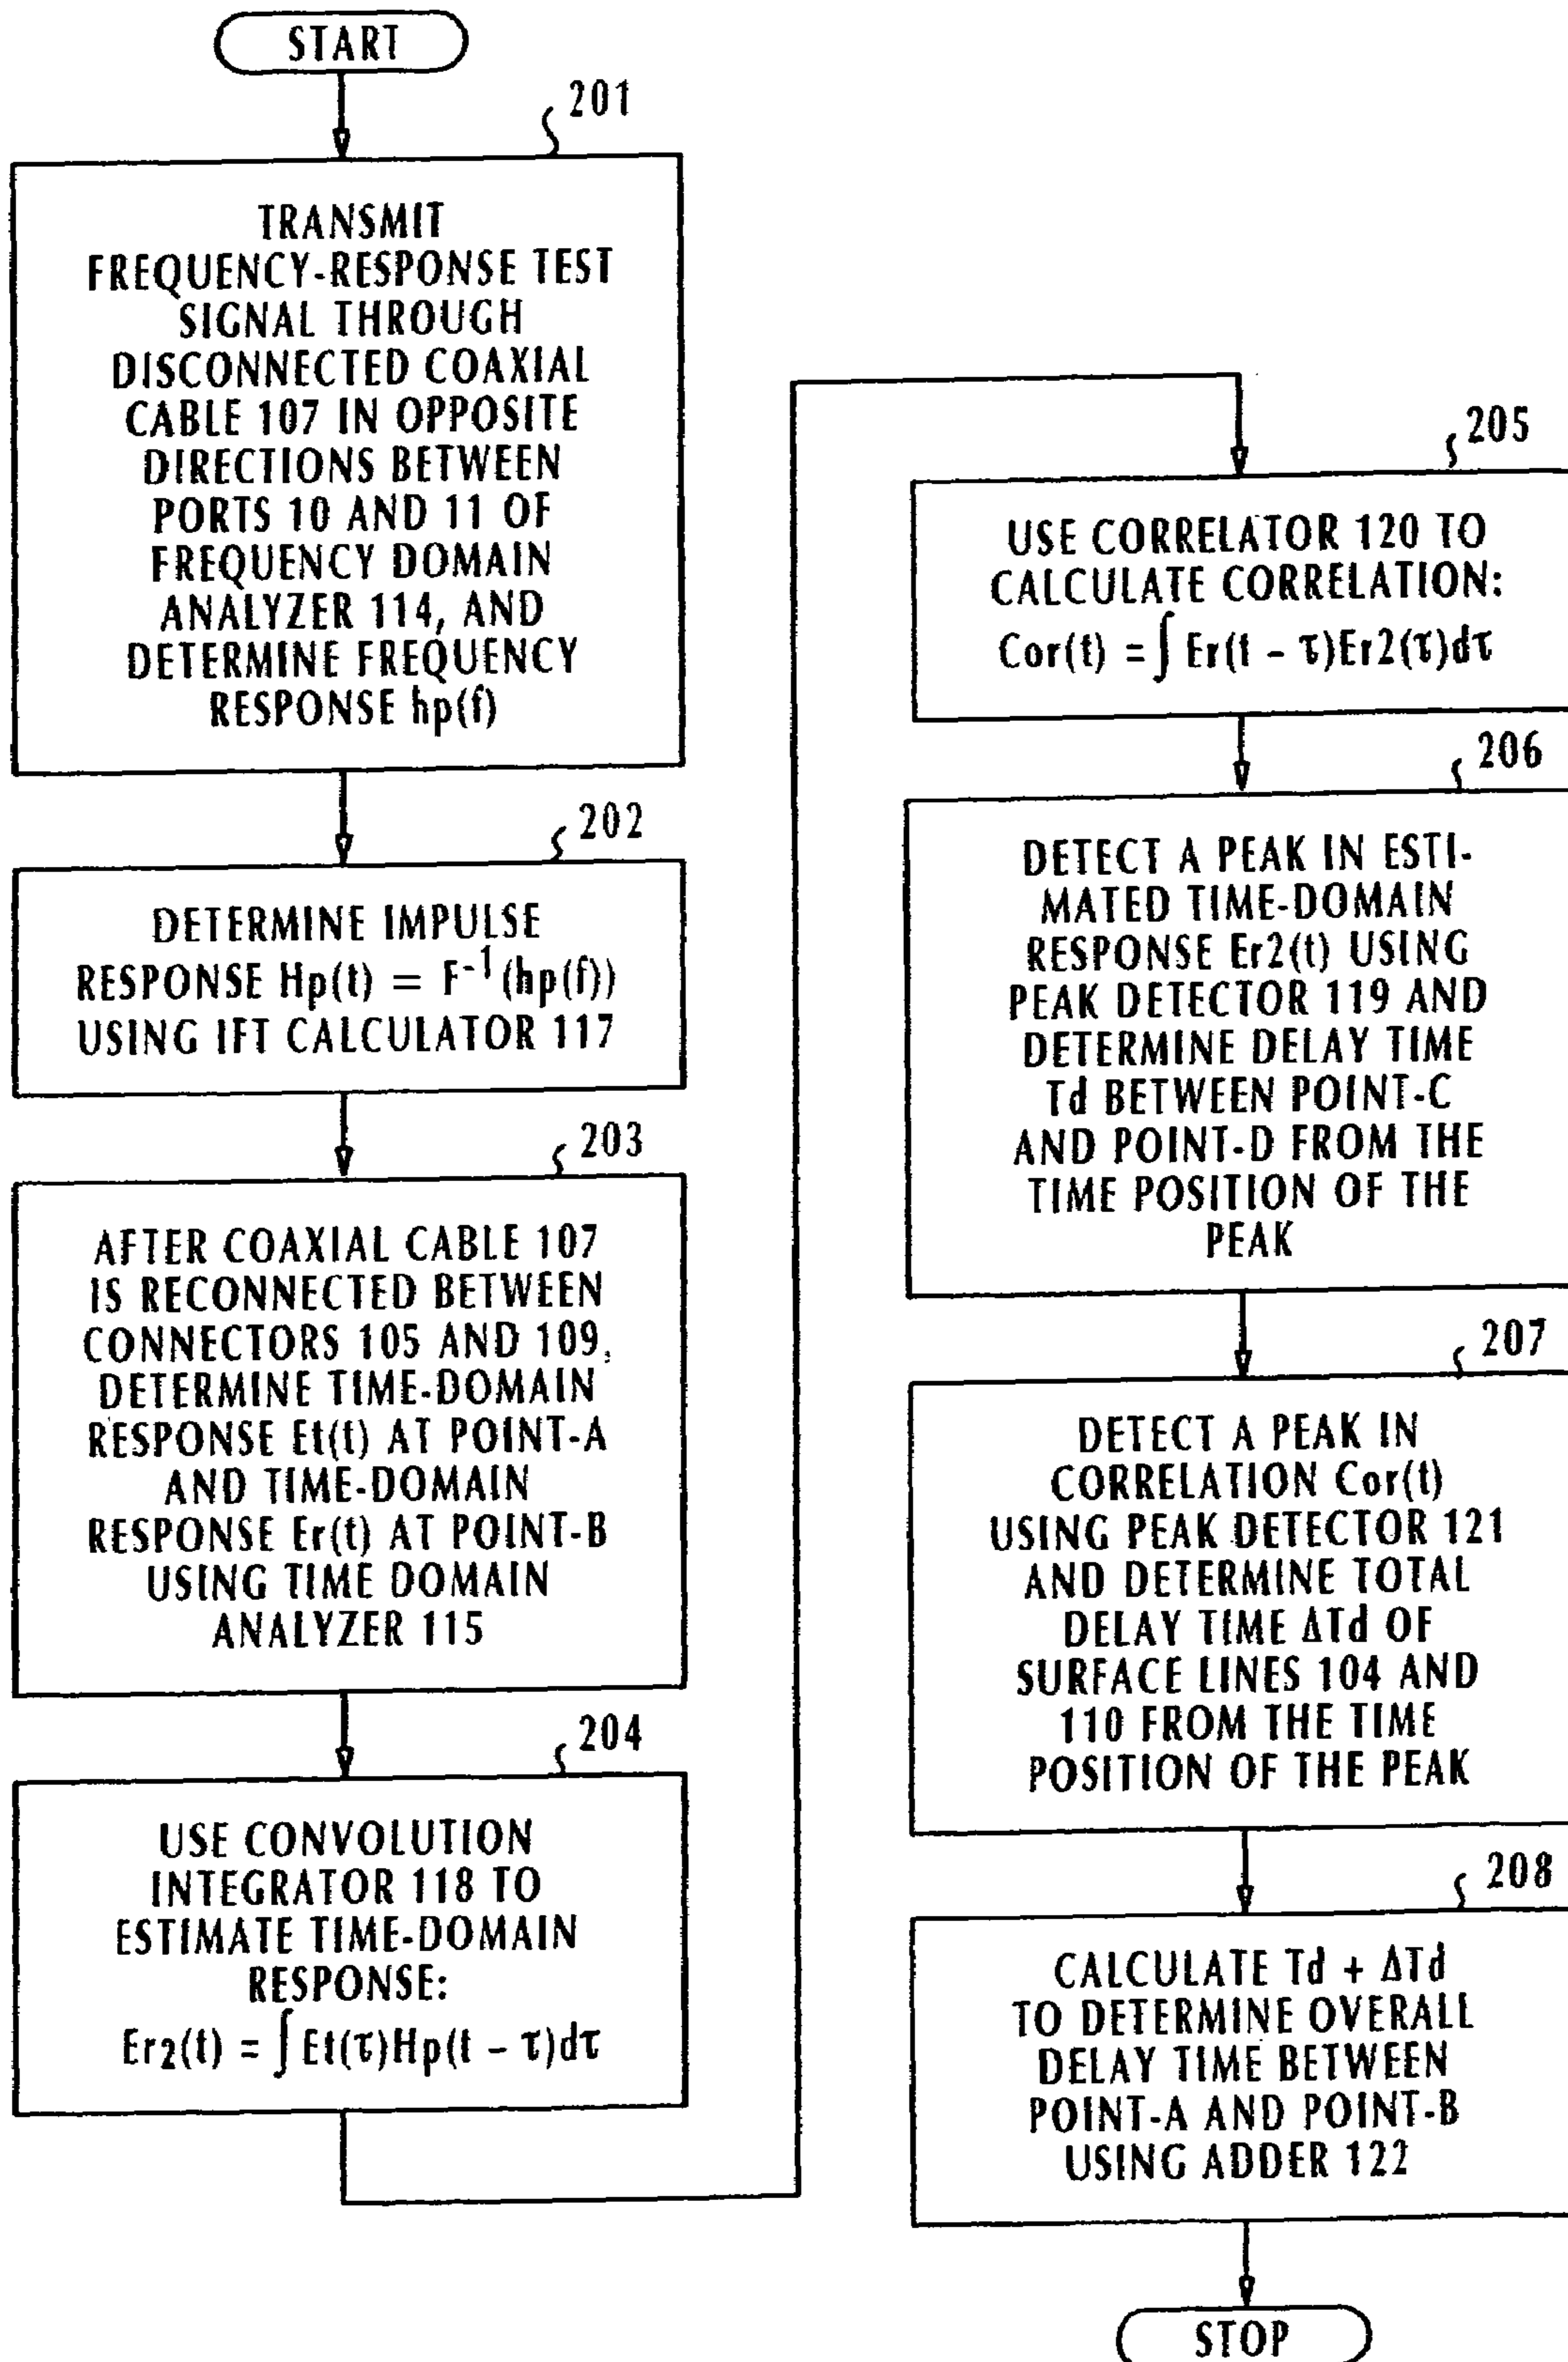 START
201
TRANSMIT
FREQUENCY-RESPONSE TEST
SIGNAL THROUGH
DISCONNECTED COAXIAL
CABLE 107 IN OPPOSITE
DIRECTIONS BETWEEN
PORTS 10 AND 11 OF
FREQUENCY DOMAIN
ANALYZER 114, AND
DETERMINE FREQUENCY
RESPONSE hp(f)
202
DETERMINE IMPULSE
RESPONSE Hp(t) = F⁻¹(hp(f))
USING IFT CALCULATOR 117
203
AFTER COAXIAL CABLE 107
IS RECONNECTED BETWEEN
CONNECTORS 105 AND 109,
DETERMINE TIME-DOMAIN
RESPONSE Et(t) AT POINT-A
AND TIME-DOMAIN
RESPONSE Er(t) AT POINT-B
USING TIME DOMAIN
ANALYZER 115
204
USE CONVOLUTION
INTEGRATOR 118 TO
ESTIMATE TIME-DOMAIN
RESPONSE:
Er2(t) = ∫ Et(τ)Hp(t - τ)dτ
205
USE CORRELATOR 120 TO
CALCULATE CORRELATION:
Cor(t) = ∫ Er(t - τ)Er2(τ)dτ
206
DETECT A PEAK IN ESTI-
MATED TIME-DOMAIN
RESPONSE Er2(t) USING
PEAK DETECTOR 119 AND
DETERMINE DELAY TIME
Td BETWEEN POINT-C
AND POINT-D FROM THE
TIME POSITION OF THE
PEAK
207
DETECT A PEAK IN
CORRELATION Cor(t)
USING PEAK DETECTOR 121
AND DETERMINE TOTAL
DELAY TIME ΔTd OF
SURFACE LINES 104 AND
110 FROM THE TIME
POSITION OF THE PEAK
208
CALCULATE Td + ΔTd
TO DETERMINE OVERALL
DELAY TIME BETWEEN
POINT-A AND POINT-B
USING ADDER 122
STOP